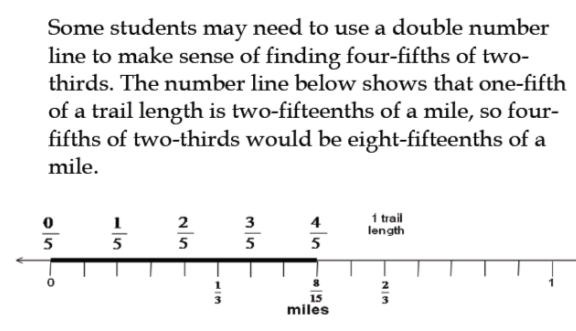 Some students may need to use a double number
line to make sense of finding four-fifths of two-
thirds. The number line below shows that one-fifth
of a trail length is two-fifteenths of a mile, so four-
fifths of two-thirds would be eight-fifteenths of a
mile.
0/5 1/5 2/5 3/5 4/5 1 trail length
0 1/3 8/15 2/3 1
miles